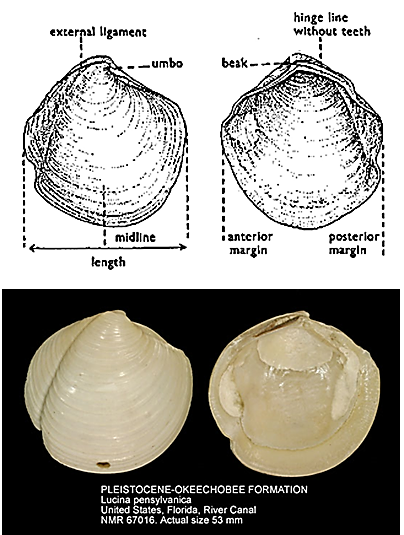 external ligament
umbo
hinge line
without teeth
beak
midline
length
anterior
margin
posterior
margin
PLEISTOCENE-OKEECHOBEE FORMATION
Lucina pensylvanica
United States, Florida, River Canal
NMR 67016. Actual size 53 mm